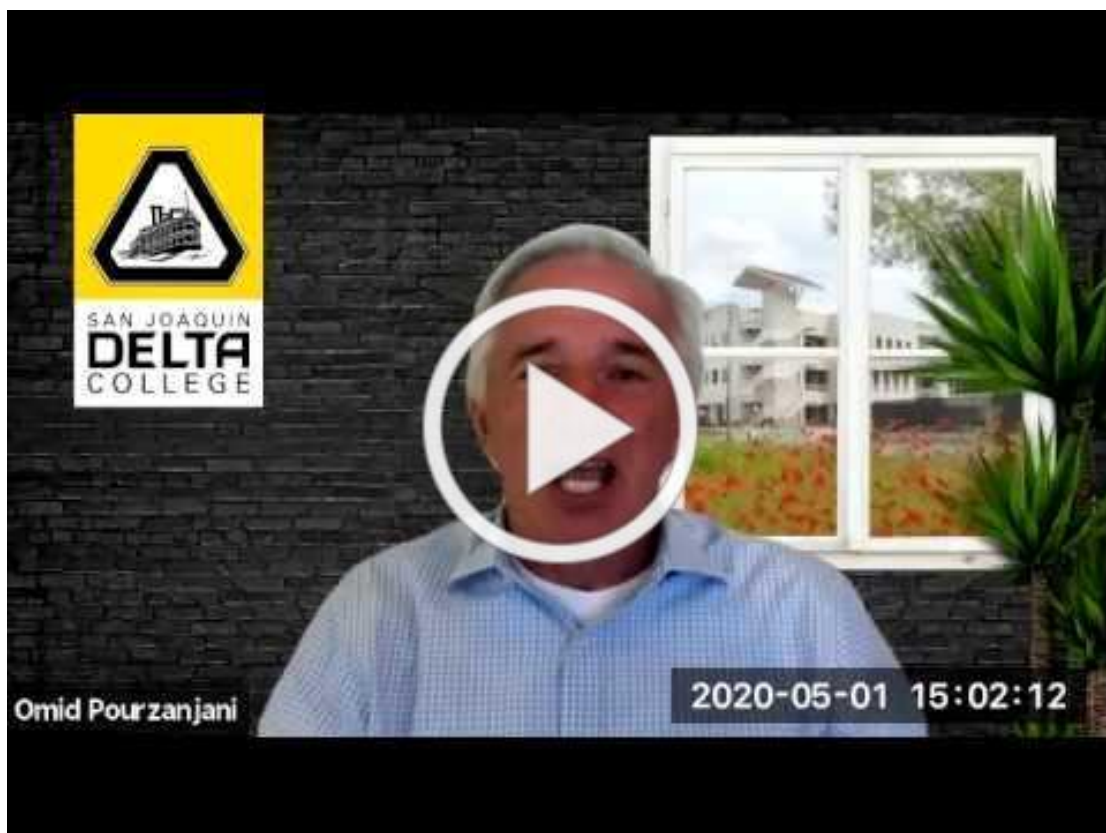 SAN JOAQUIN
DELTA
COLLEGE
Omid Pourzanjani
2020-05-01 15:02:12